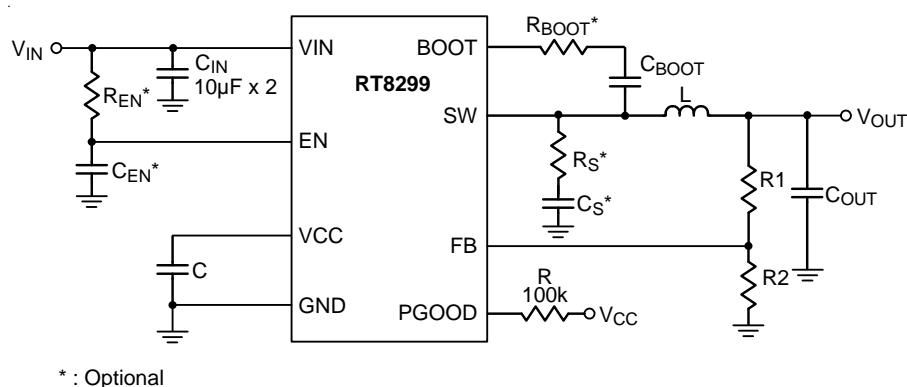 VIN
VIN
CIN
10µF x 2
REN*
EN
CEN*
VCC
C
GND
RT8299
BOOT
RBOOT*
CBOOT
SW
L
VOUT
RS*
CS*
R1
COUT
FB
R2
R
100k
PGOOD
VCC
* : Optional